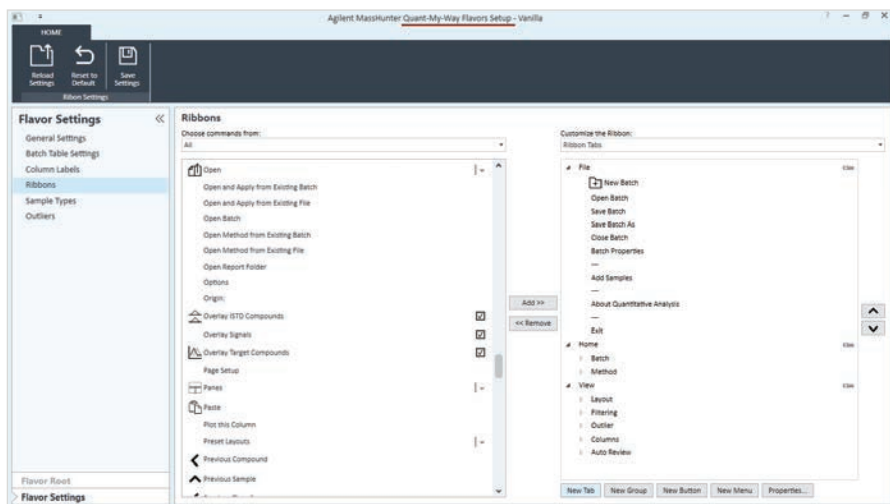 Agilent MassHunter Quant-My-Way Flavors Setup - Vanilla
HOME
Reload Settings
Reset to Default
Save Settings
Ribbon Settings
Flavor Settings
General Settings
Batch Table Settings
Column Labels
Ribbons
Sample Types
Outliers
Flavor Root
Flavor Settings
Ribbons
Choose commands from:
All
Open
Open and Apply from Existing Batch
Open and Apply from Existing File
Open Batch
Open Method from Existing Batch
Open Method from Existing File
Open Report Folder
Options
Origin:
Overlay ISTD Compounds
Overlay Signals
Overlay Target Compounds
Page Setup
Panes
Paste
Plot this Column
Preset Layouts
Previous Compound
Previous Sample
Add >>
<< Remove
Customize the Ribbon:
Ribbon Tabs
File
New Batch
Open Batch
Save Batch
Save Batch As
Close Batch
Batch Properties
---
Add Samples
---
About Quantitative Analysis
---
Exit
Home
Batch
Method
View
Layout
Filtering
Outlier
Columns
Auto Review
New Tab
New Group
New Button
New Menu
Properties...